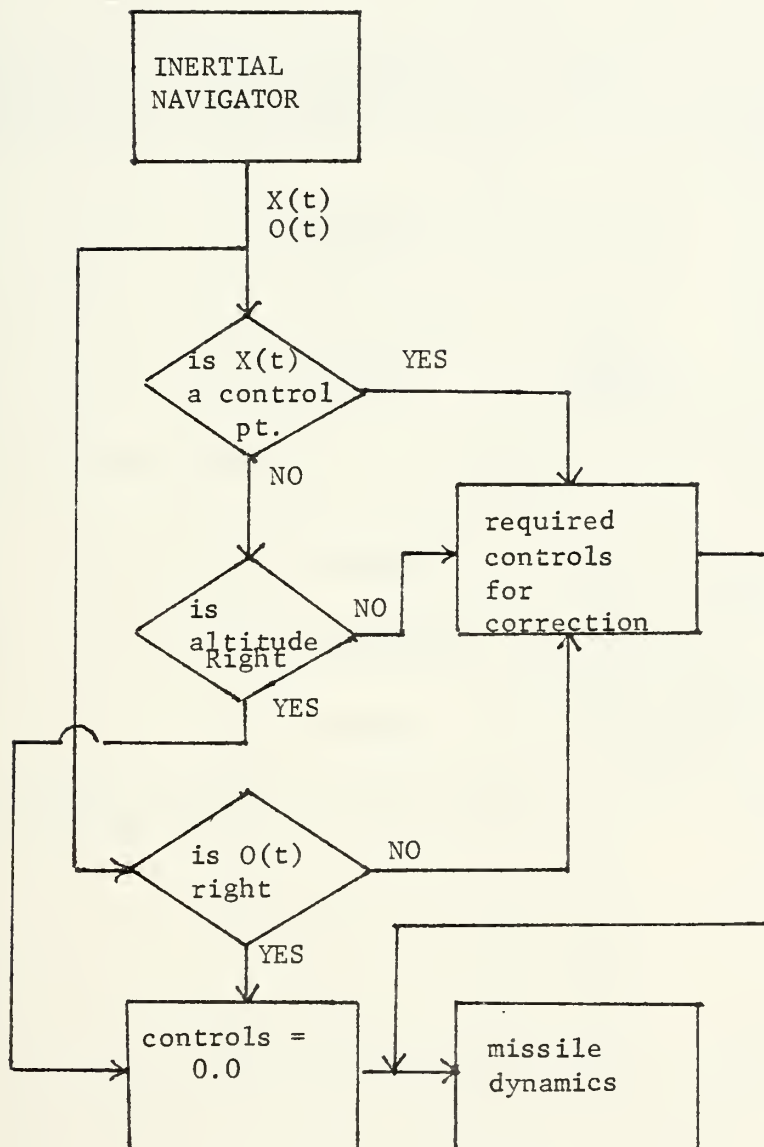 INERTIAL
NAVIGATOR
X(t)
O(t)
is X(t)
a control
pt.
YES
NO
required
controls
for
correction
is
altitude
Right
NO
YES
is O(t)
right
NO
YES
controls =
0.0
missile
dynamics